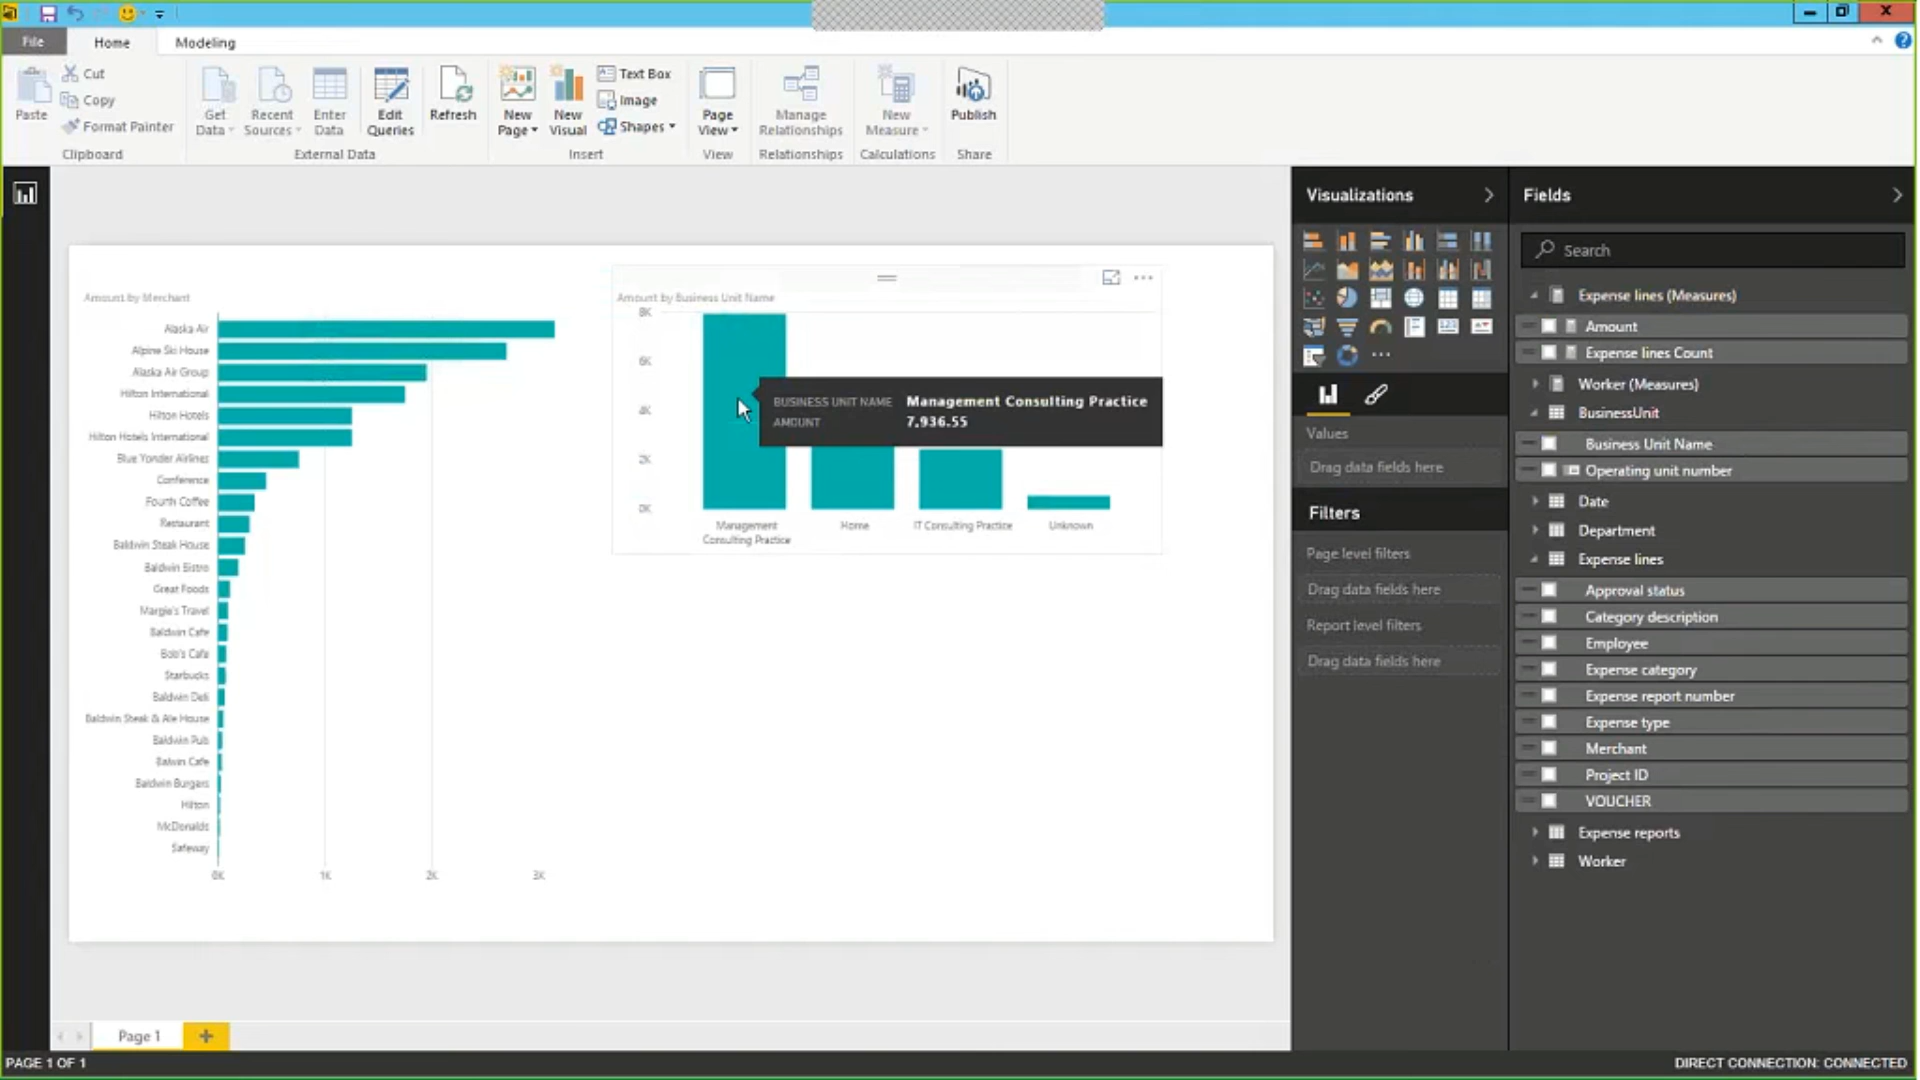 File
Home
Modeling
Paste
Cut
Copy
Format Painter
Clipboard
Get Data
Recent Sources
Enter Data
Edit Queries
Refresh
External Data
New Page
New Visual
Text Box
Image
Shapes
Insert
Page View
View
Manage Relationships
Relationships
New Measure
Calculations
Publish
Share
Amount by Merchant
Alaska Air
Alpine Ski House
Alaska Air Group
Hilton International
Hilton Hotels
Hilton Hotels International
Blue Yonder Airlines
Conference
Fourth Coffee
Restaurant
Baldwin Steak House
Baldwin Bistro
Great Foods
Margie's Travel
Baldwin Cafe
Bob's Cafe
Starbucks
Baldwin Deli
Baldwin Steak & Ale House
Baldwin Pub
Balwin Cafe
Baldwin Burgers
Hilton
McDonalds
Safeway
0K 1K 2K 3K
Amount by Business Unit Name
8K
6K
4K
2K
0K
BUSINESS UNIT NAME Management Consulting Practice
AMOUNT 7,936.55
Management Consulting Practice
Home
IT Consulting Practice
Unknown
Visualizations
Values
Drag data fields here
Filters
Page level filters
Drag data fields here
Report level filters
Drag data fields here
Fields
Search
Expense lines (Measures)
Amount
Expense lines Count
Worker (Measures)
BusinessUnit
Business Unit Name
Operating unit number
Date
Department
Expense lines
Approval status
Category description
Employee
Expense category
Expense report number
Expense type
Merchant
Project ID
VOUCHER
Expense reports
Worker
Page 1
PAGE 1 OF 1
DIRECT CONNECTION: CONNECTED